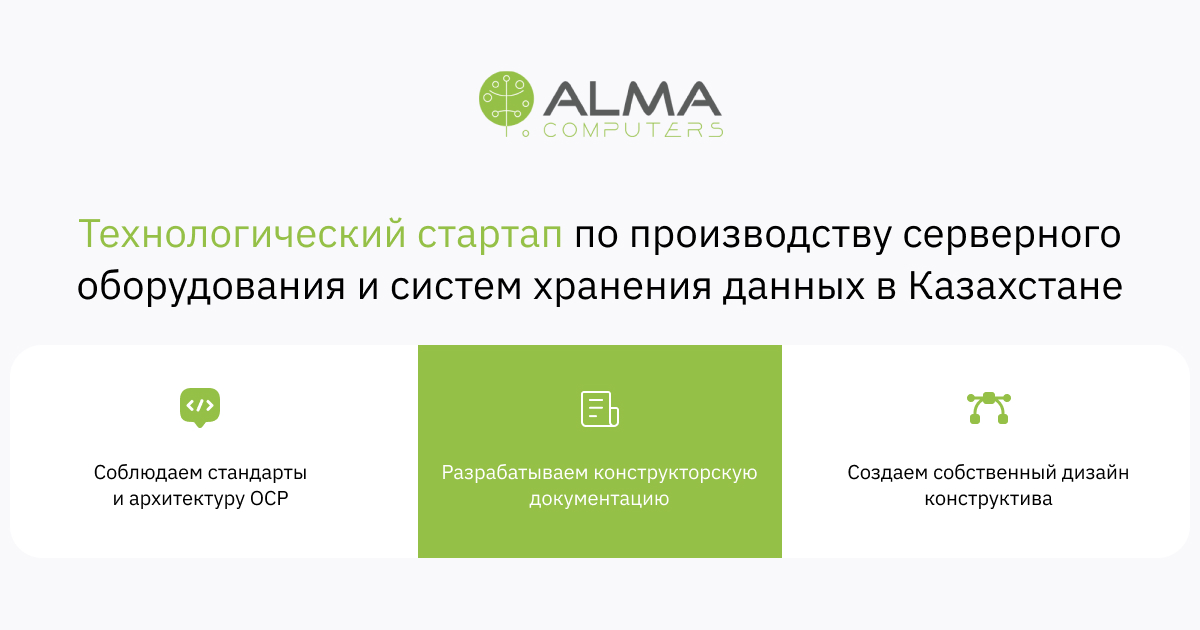 ALMA
COMPUTERS
Технологический стартап по производству серверного
оборудования и систем хранения данных в Казахстане
Соблюдаем стандарты
и архитектуру OCP
Разрабатываем конструкторскую
документацию
Создаем собственный дизайн
конструктива